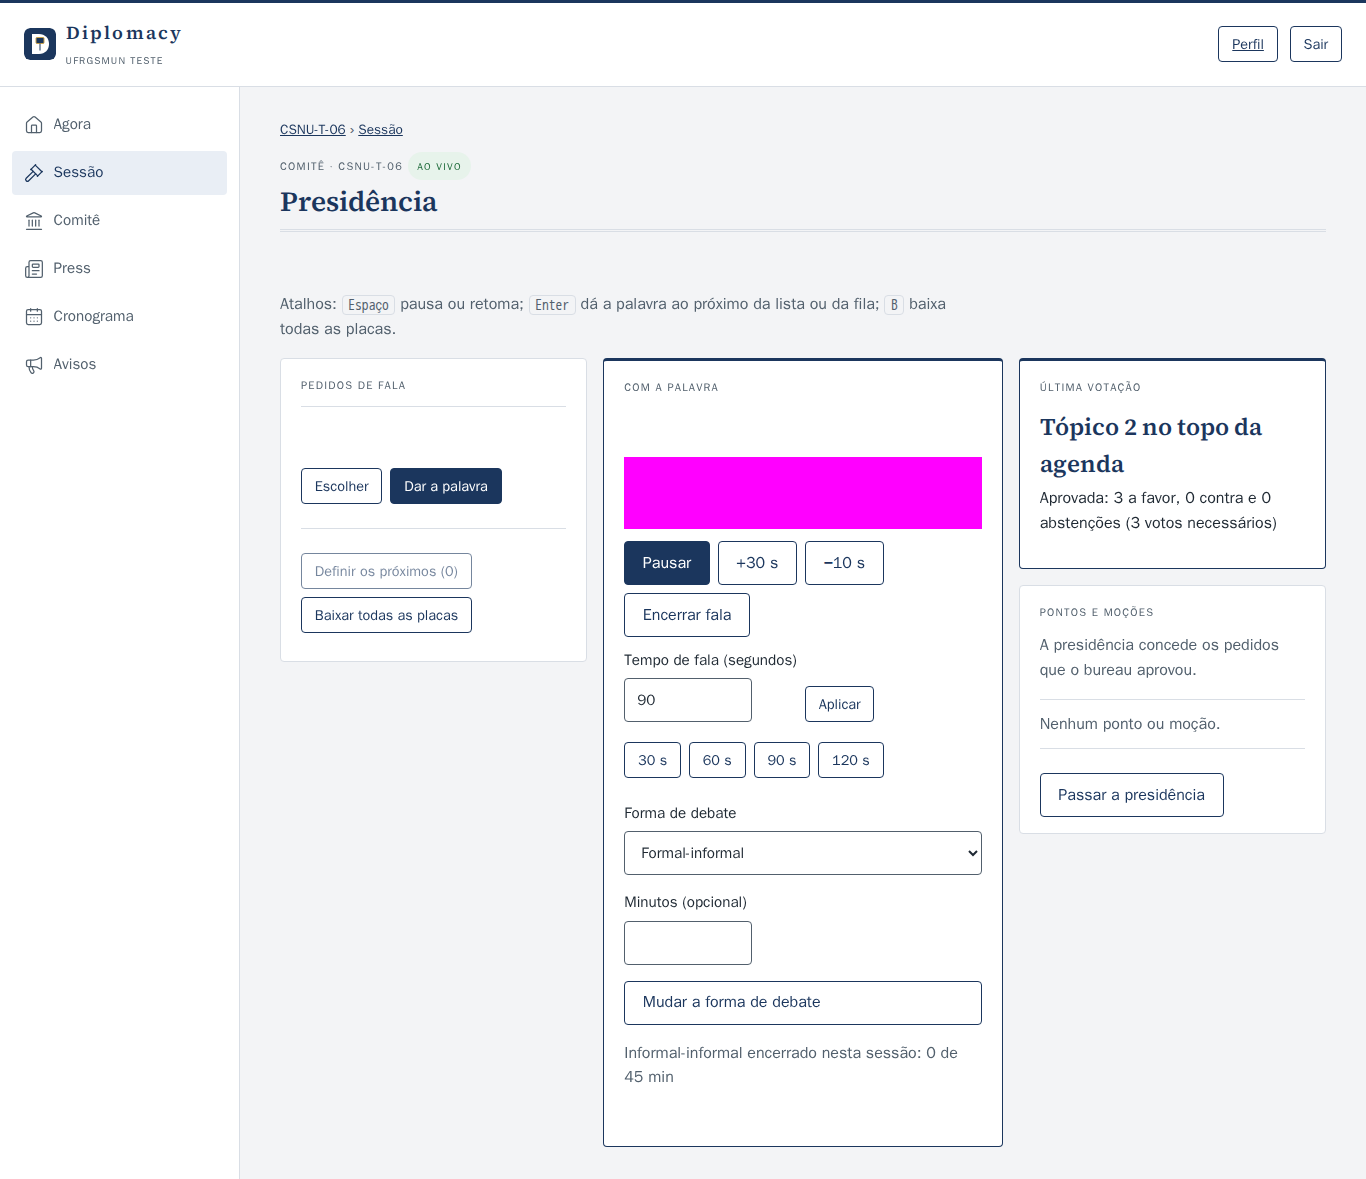 Diplomacy
UFRGSMUN TESTE
Perfil
Sair
Agora
Sessão
Comitê
Press
Cronograma
Avisos
CSNU-T-06 › Sessão
COMITÊ · CSNU-T-06 AO VIVO
Presidência
Atalhos: Espaço pausa ou retoma; Enter dá a palavra ao próximo da lista ou da fila; B baixa
todas as placas.
PEDIDOS DE FALA
Escolher
Dar a palavra
Definir os próximos (0)
Baixar todas as placas
COM A PALAVRA
Pausar
+30 s
−10 s
Encerrar fala
Tempo de fala (segundos)
90
Aplicar
30 s
60 s
90 s
120 s
Forma de debate
Formal-informal
Minutos (opcional)
Mudar a forma de debate
Informal-informal encerrado nesta sessão: 0 de
45 min
ÚLTIMA VOTAÇÃO
Tópico 2 no topo da
agenda
Aprovada: 3 a favor, 0 contra e 0
abstenções (3 votos necessários)
PONTOS E MOÇÕES
A presidência concede os pedidos
que o bureau aprovou.
Nenhum ponto ou moção.
Passar a presidência